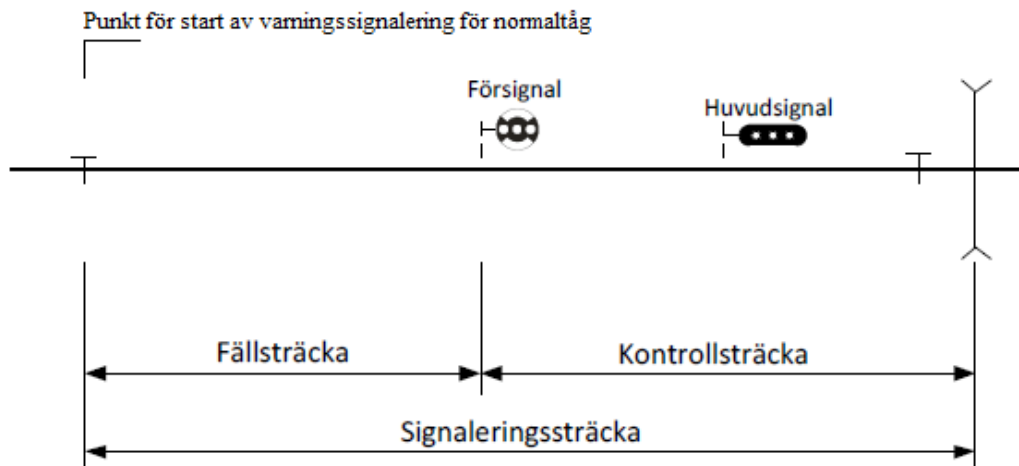 Punkt för start av varningssignalering för normaltåg
Försignal
Huvudsignal
Fällsträcka
Kontrollsträcka
Signaleringssträcka